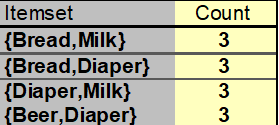 Itemset Count
{Bread,Milk} 3
{Bread,Diaper} 3
{Diaper,Milk} 3
{Beer,Diaper} 3